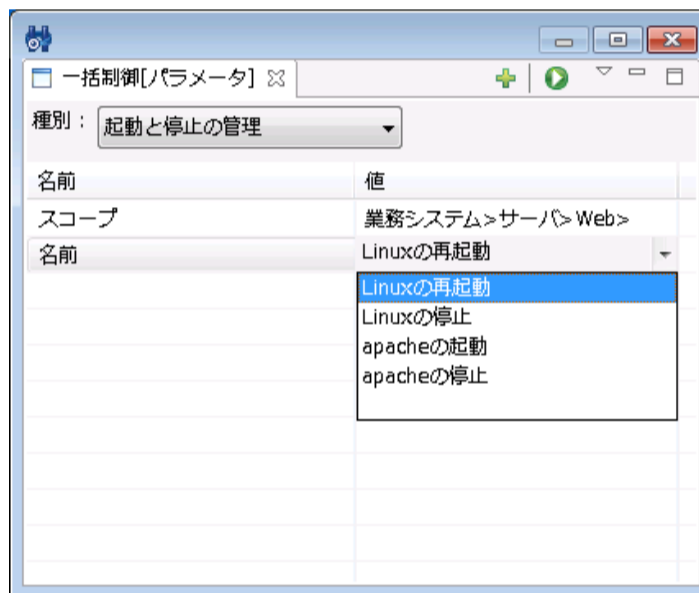 一括制御[パラメータ]
種別： 起動と停止の管理
名前 値
スコープ 業務システム>サーバ>Web>
名前 Linuxの再起動
Linuxの再起動
Linuxの停止
apacheの起動
apacheの停止